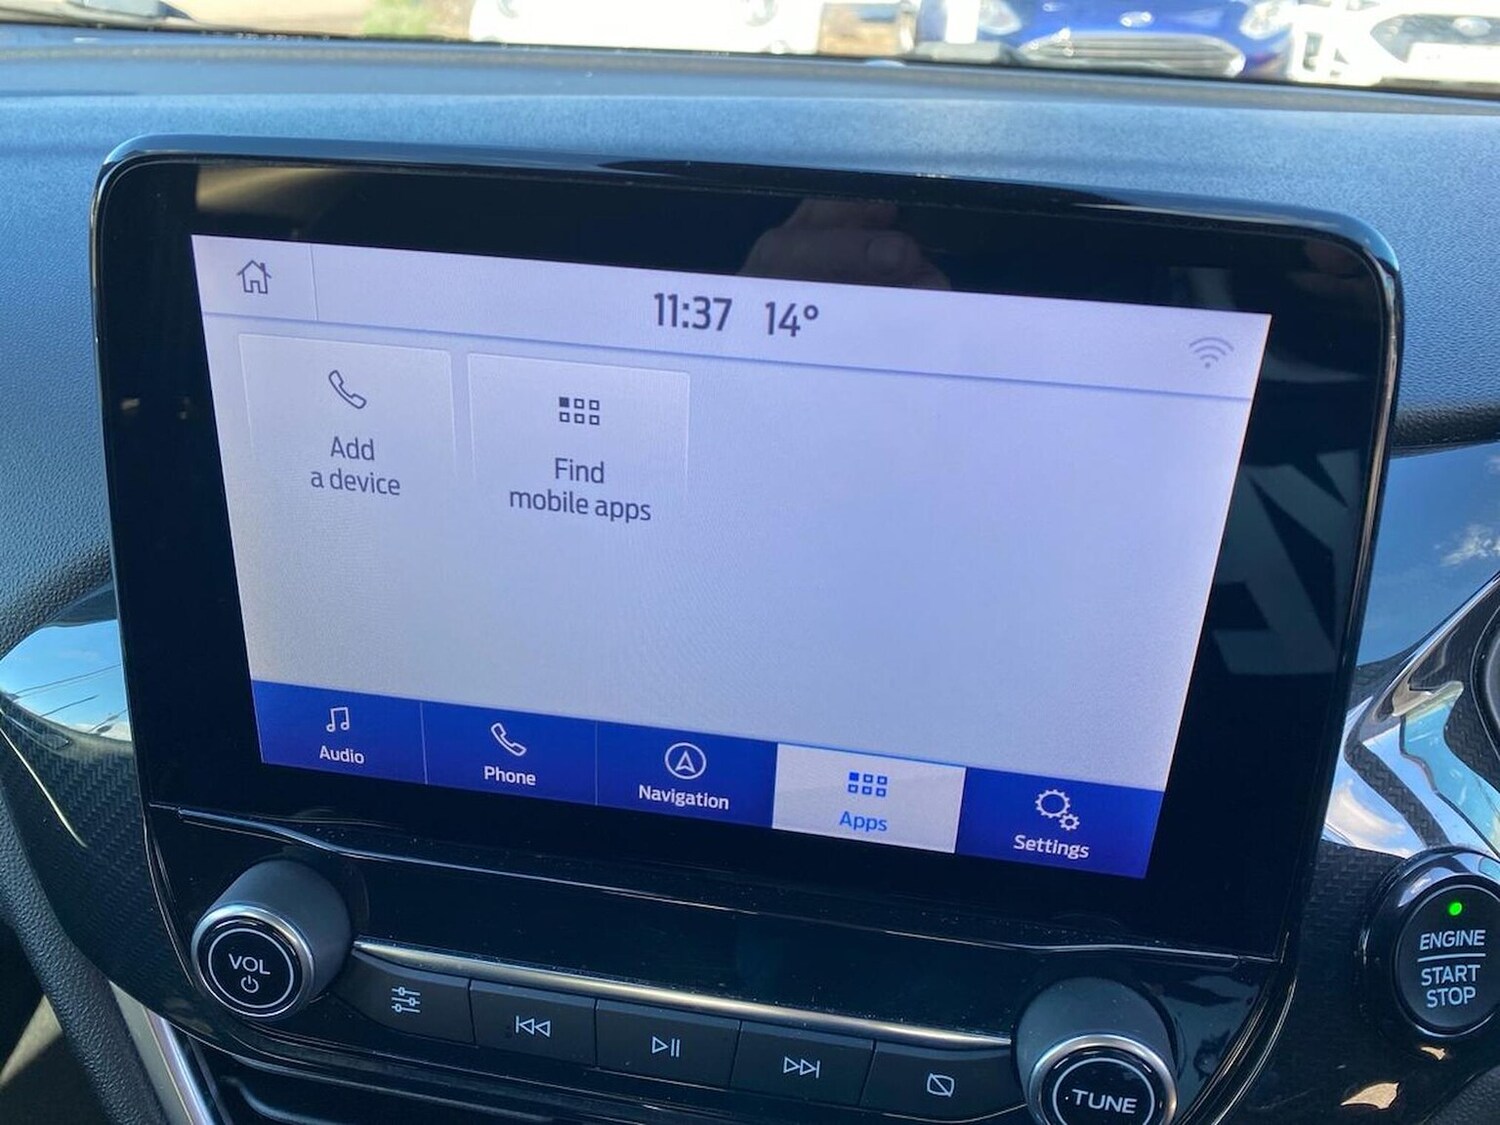 11:37 14°
Add
a device
Find
mobile apps
Audio
Phone
Navigation
Apps
Settings
VOL
TUNE
ENGINE
START
STOP